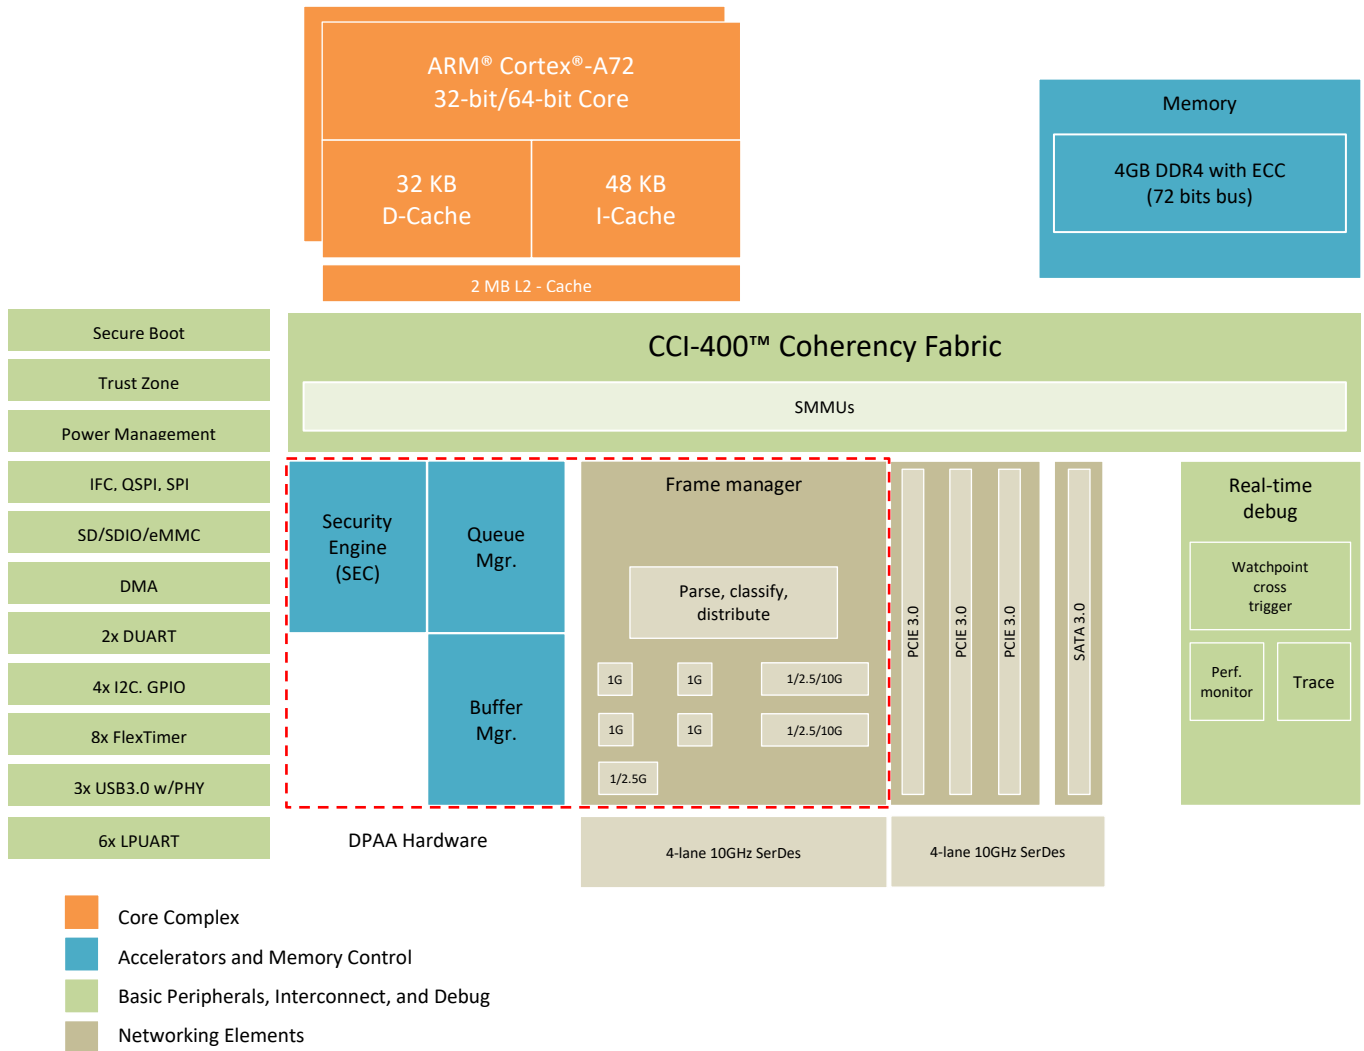 ARM® Cortex®-A72
32-bit/64-bit Core
32 KB
D-Cache
48 KB
I-Cache
2 MB L2 - Cache
Memory
4GB DDR4 with ECC
(72 bits bus)
Secure Boot
Trust Zone
Power Management
IFC, QSPI, SPI
SD/SDIO/eMMC
DMA
2x DUART
4x I2C. GPIO
8x FlexTimer
3x USB3.0 w/PHY
6x LPUART
CCI-400™ Coherency Fabric
SMMUs
Security
Engine
(SEC)
Queue
Mgr.
Buffer
Mgr.
Frame manager
Parse, classify,
distribute
1G
1G
1/2.5/10G
1G
1G
1/2.5/10G
1/2.5G
PCIE 3.0
PCIE 3.0
PCIE 3.0
SATA 3.0
Real-time
debug
Watchpoint
cross
trigger
Perf.
monitor
Trace
DPAA Hardware
4-lane 10GHz SerDes
4-lane 10GHz SerDes
Core Complex
Accelerators and Memory Control
Basic Peripherals, Interconnect, and Debug
Networking Elements